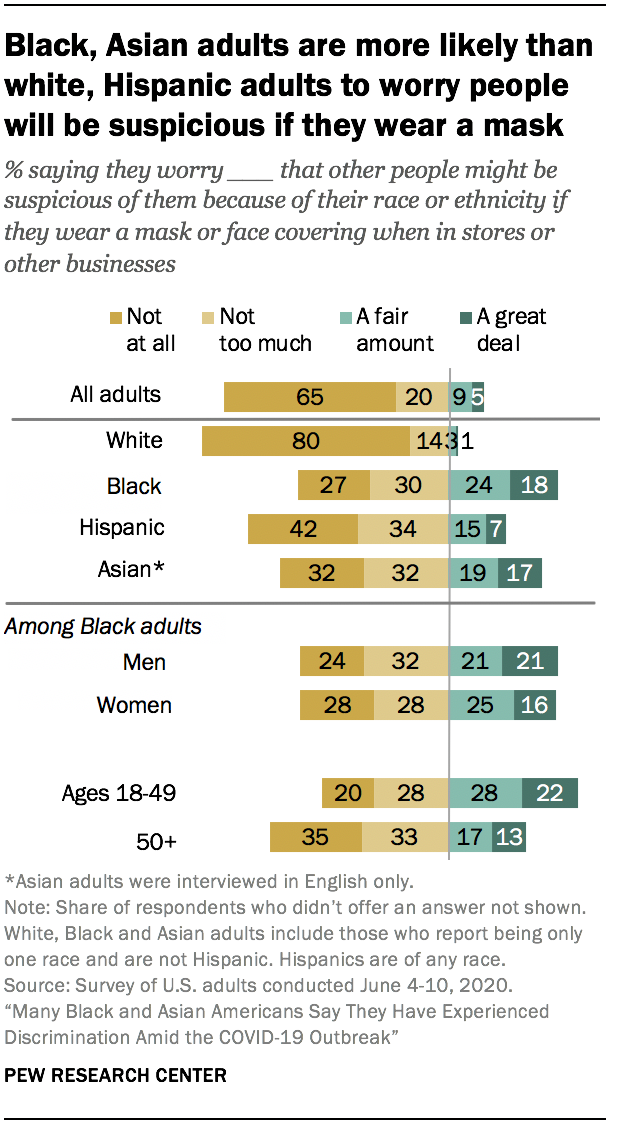 Black, Asian adults are more likely than
white, Hispanic adults to worry people
will be suspicious if they wear a mask
% saying they worry ____ that other people might be
suspicious of them because of their race or ethnicity if
they wear a mask or face covering when in stores or
other businesses
Not at all
Not too much
A fair amount
A great deal
All adults 65 20 9 5
White 80 14 3 1
Black 27 30 24 18
Hispanic 42 34 15 7
Asian* 32 32 19 17
Among Black adults
Men 24 32 21 21
Women 28 28 25 16
Ages 18-49 20 28 28 22
50+ 35 33 17 13
*Asian adults were interviewed in English only.
Note: Share of respondents who didn’t offer an answer not shown.
White, Black and Asian adults include those who report being only
one race and are not Hispanic. Hispanics are of any race.
Source: Survey of U.S. adults conducted June 4-10, 2020.
“Many Black and Asian Americans Say They Have Experienced
Discrimination Amid the COVID-19 Outbreak”
PEW RESEARCH CENTER